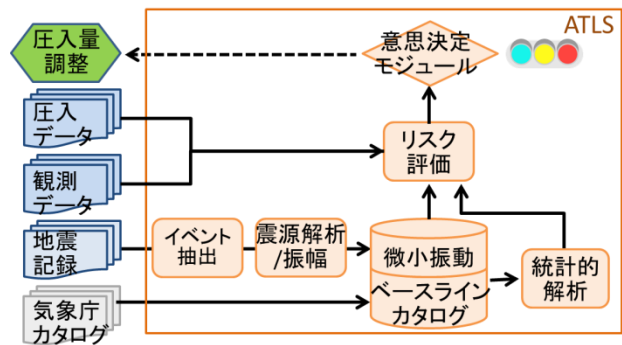 ATLS
圧入量
調整
意思決定
モジュール
圧入
データ
リスク
評価
観測
データ
地震
記録
イベント
抽出
震源解析
/振幅
微小振動
ベースライン
カタログ
統計的
解析
気象庁
カタログ